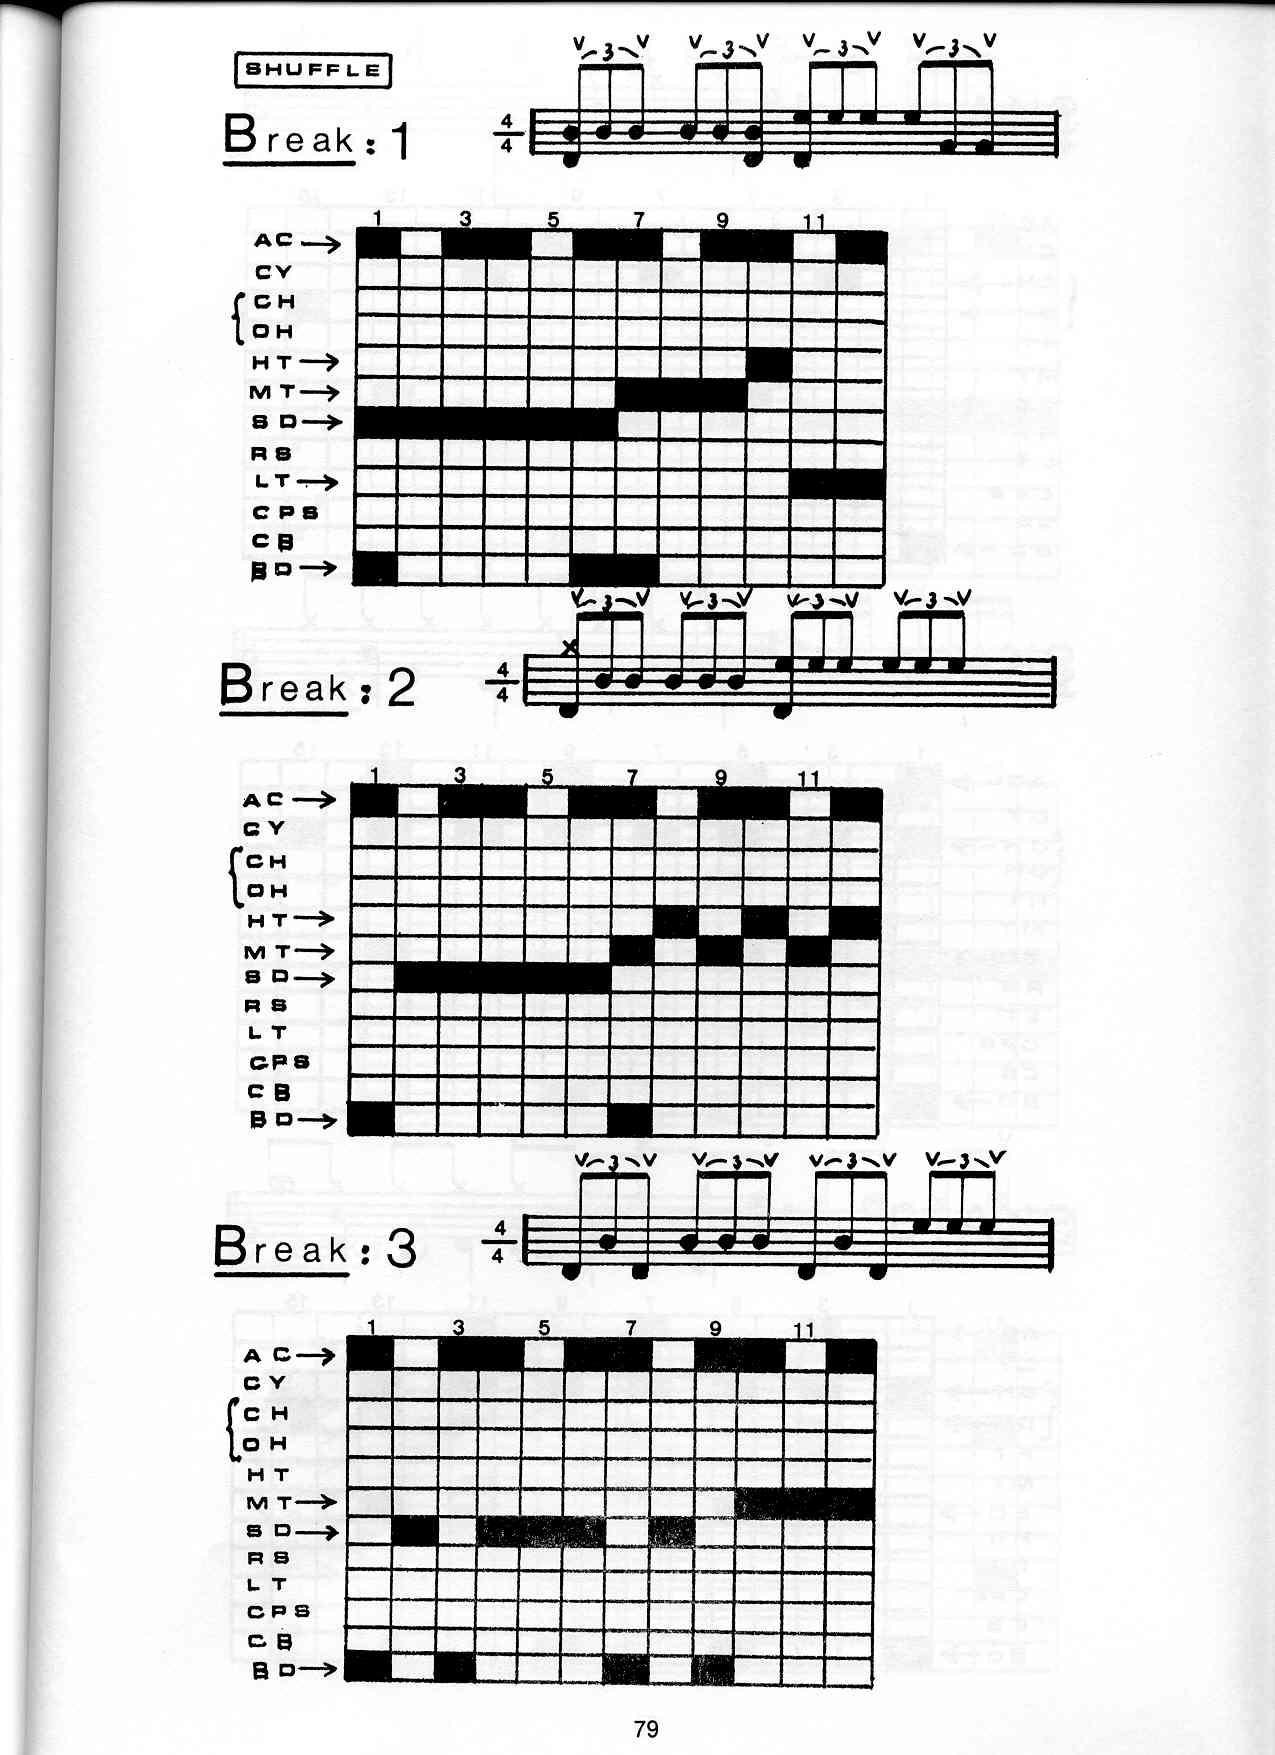 SHUFFLE
Break: 1
3 3 3 3
4
4
1 3 5 7 9 11
AC→
CY
CH
OH
HT→
MT→
SD→
RS
LT→
CPS
CB
BD→
3 3 3 3
Break: 2
4
4
1 3 5 7 9 11
AC→
CY
CH
OH
HT→
MT→
SD→
RS
LT
CPS
CB
BD→
3 3 3 3
Break: 3
4
4
1 3 5 7 9 11
AC→
CY
CH
OH
HT
MT→
SD→
RS
LT
CPS
CB
BD→
79